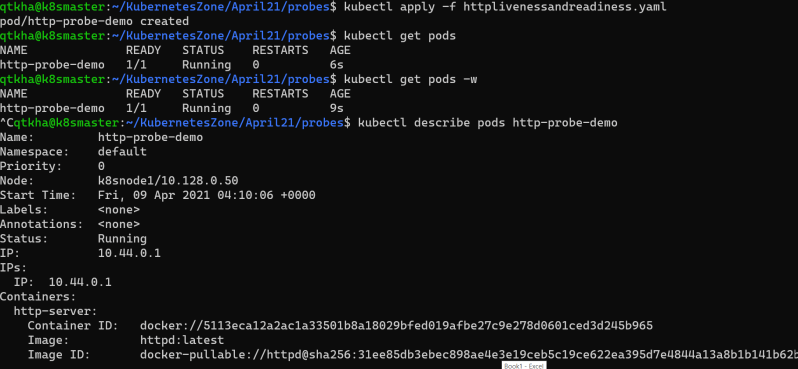 qtkha@k8smaster:~/KubernetesZone/April21/probes$ kubectl apply -f httplivenessandreadiness.yaml
pod/http-probe-demo created
qtkha@k8smaster:~/KubernetesZone/April21/probes$ kubectl get pods
NAME READY STATUS RESTARTS AGE
http-probe-demo 1/1 Running 0 6s
qtkha@k8smaster:~/KubernetesZone/April21/probes$ kubectl get pods -w
NAME READY STATUS RESTARTS AGE
http-probe-demo 1/1 Running 0 9s
^Cqtkha@k8smaster:~/KubernetesZone/April21/probes$ kubectl describe pods http-probe-demo
Name: http-probe-demo
Namespace: default
Priority: 0
Node: k8snode1/10.128.0.50
Start Time: Fri, 09 Apr 2021 04:10:06 +0000
Labels: <none>
Annotations: <none>
Status: Running
IP: 10.44.0.1
IPs:
IP: 10.44.0.1
Containers:
http-server:
Container ID: docker://5113eca12a2ac1a33501b8a18029bfed019afbe27c9e278d0601ced3d245b965
Image: httpd:latest
Image ID: docker-pullable://httpd@sha256:31ee85db3ebec898ae4e3e19ceb5c19ce622ea395d7e4844a13a8b1b141b62b
Book1 - Excel